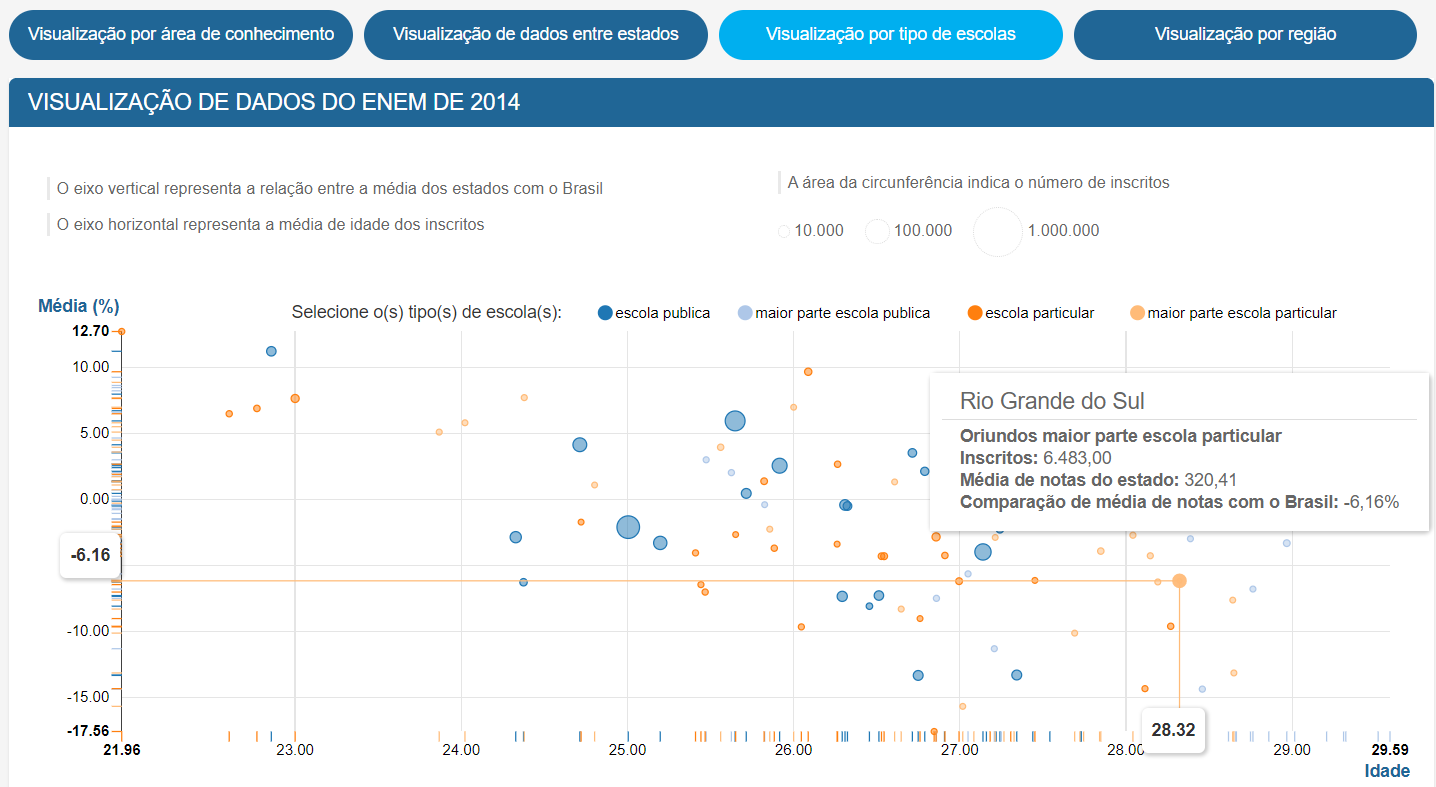 Visualização por área de conhecimento
Visualização de dados entre estados
Visualização por tipo de escolas
Visualização por região
VISUALIZAÇÃO DE DADOS DO ENEM DE 2014
O eixo vertical representa a relação entre a média dos estados com o Brasil
O eixo horizontal representa a média de idade dos inscritos
A área da circunferência indica o número de inscritos
10.000
100.000
1.000.000
Média (%)
Selecione o(s) tipo(s) de escola(s):
escola publica
maior parte escola publica
escola particular
maior parte escola particular
12.70
10.00
5.00
0.00
-6.16
-10.00
-15.00
-17.56
Rio Grande do Sul
Oriundos maior parte escola particular
Inscritos: 6.483,00
Média de notas do estado: 320,41
Comparação de média de notas com o Brasil: -6,16%
28.32
21.96
23.00
24.00
25.00
26.00
27.00
28.00
29.00
29.59
Idade